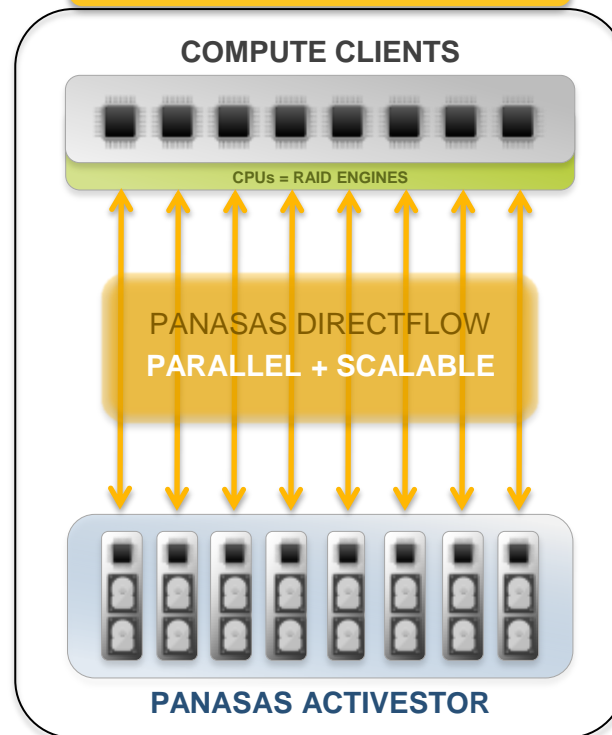 COMPUTE CLIENTS
CPUs = RAID ENGINES
PANASAS DIRECTFLOW
PARALLEL + SCALABLE
PANASAS ACTIVESTOR